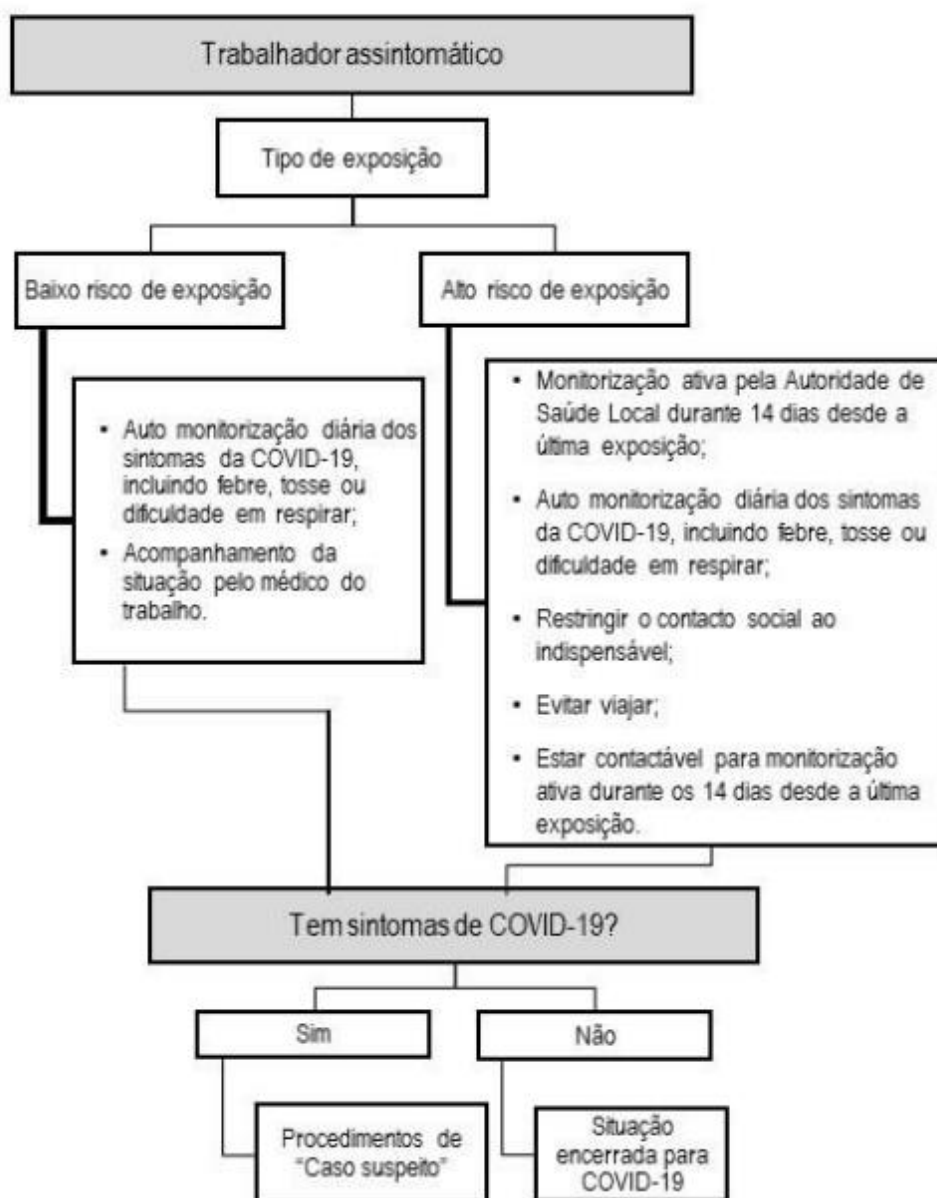 Trabalhador assintomático
Tipo de exposição
Baixo risco de exposição
Alto risco de exposição
• Auto monitorização diária dos
sintomas da COVID-19,
incluindo febre, tosse ou
dificuldade em respirar;
• Acompanhamento da
situação pelo médico do
trabalho.
• Monitorização ativa pela Autoridade de
Saúde Local durante 14 dias desde a
última exposição;
• Auto monitorização diária dos sintomas
da COVID-19, incluindo febre, tosse ou
dificuldade em respirar;
• Restringir o contacto social ao
indispensável;
• Evitar viajar;
• Estar contactável para monitorização
ativa durante os 14 dias desde a última
exposição.
Tem sintomas de COVID-19?
Sim
Não
Procedimentos de
“Caso suspeito”
Situação
encerrada para
COVID-19